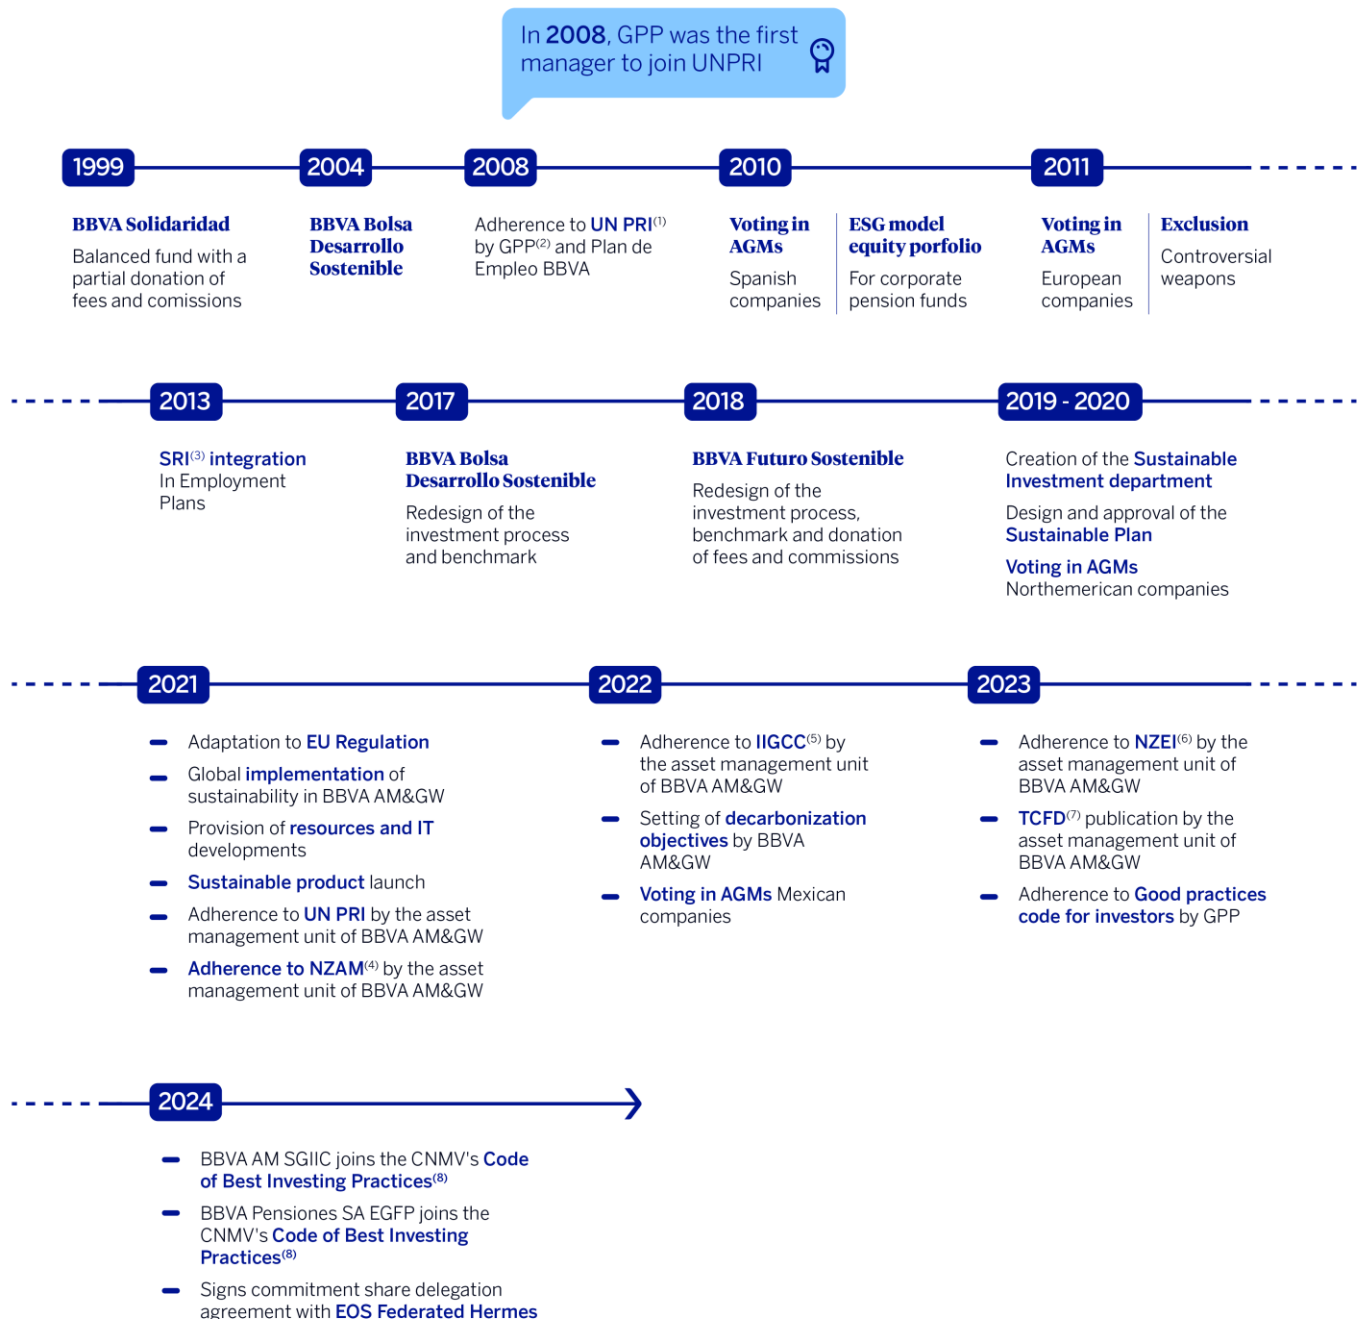 In 2008, GPP was the first
manager to join UNPRI
1999
BBVA Solidaridad
Balanced fund with a
partial donation of
fees and comissions
2004
BBVA Bolsa
Desarrollo
Sostenible
2008
Adherence to UN PRI(1)
by GPP(2) and Plan de
Empleo BBVA
2010
Voting in
AGMs
Spanish
companies
ESG model
equity porfolio
For corporate
pension funds
2011
Voting in
AGMs
European
companies
Exclusion
Controversial
weapons
2013
SRI(3) integration
In Employment
Plans
2017
BBVA Bolsa
Desarrollo Sostenible
Redesign of the
investment process
and benchmark
2018
BBVA Futuro Sostenible
Redesign of the
investment process,
benchmark and donation
of fees and commissions
2019 - 2020
Creation of the Sustainable
Investment department
Design and approval of the
Sustainable Plan
Voting in AGMs
Northemerican companies
2021
Adaptation to EU Regulation
Global implementation of
sustainability in BBVA AM&GW
Provision of resources and IT
developments
Sustainable product launch
Adherence to UN PRI by the asset
management unit of BBVA AM&GW
Adherence to NZAM(4) by the asset
management unit of BBVA AM&GW
2022
Adherence to IIGCC(5) by
the asset management unit
of BBVA AM&GW
Setting of decarbonization
objectives by BBVA
AM&GW
Voting in AGMs Mexican
companies
2023
Adherence to NZEI(6) by the
asset management unit of
BBVA AM&GW
TCFD(7) publication by the
asset management unit of
BBVA AM&GW
Adherence to Good practices
code for investors by GPP
2024
BBVA AM SGIIC joins the CNMV's Code
of Best Investing Practices(8)
BBVA Pensiones SA EGFP joins the
CNMV's Code of Best Investing
Practices(8)
Signs commitment share delegation
agreement with EOS Federated Hermes